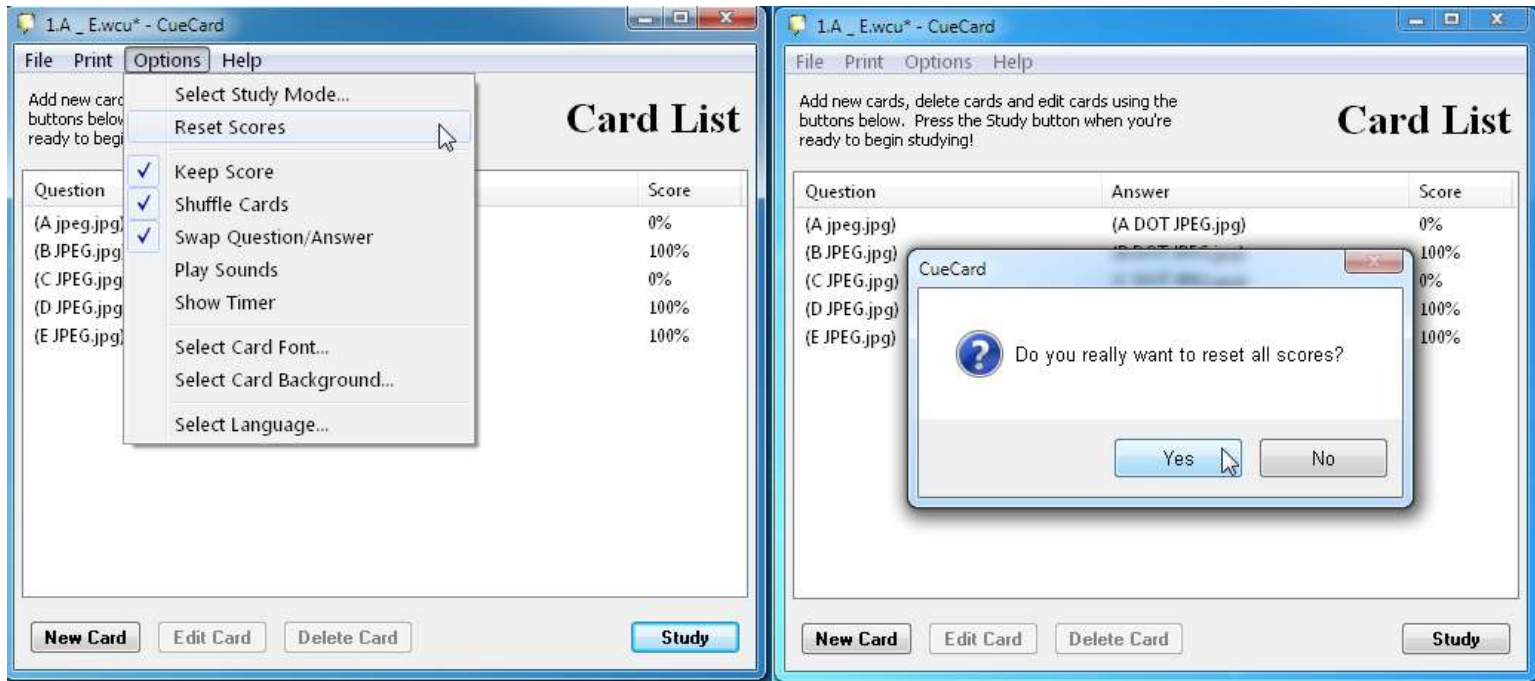 1.A _ E.wcu* - CueCard
File Print Options Help
Add new card
buttons below
ready to begi
Card List
Select Study Mode...
Reset Scores
Keep Score
Shuffle Cards
Swap Question/Answer
Play Sounds
Show Timer
Select Card Font...
Select Card Background...
Select Language...
Question Score
(A jpeg.jpg) 0%
(B JPEG.jpg 100%
(C JPEG.jpg 0%
(D JPEG.jpg 100%
(E JPEG.jpg) 100%
New Card Edit Card Delete Card Study
1.A _ E.wcu* - CueCard
File Print Options Help
Add new cards, delete cards and edit cards using the
buttons below. Press the Study button when you're
ready to begin studying!
Card List
Question Answer Score
(A jpeg.jpg) (A DOT JPEG.jpg) 0%
(B JPEG.jpg) 100%
(C JPEG.jpg) 0%
(D JPEG.jpg) 100%
(E JPEG.jpg) 100%
CueCard
Do you really want to reset all scores?
Yes No
New Card Edit Card Delete Card Study